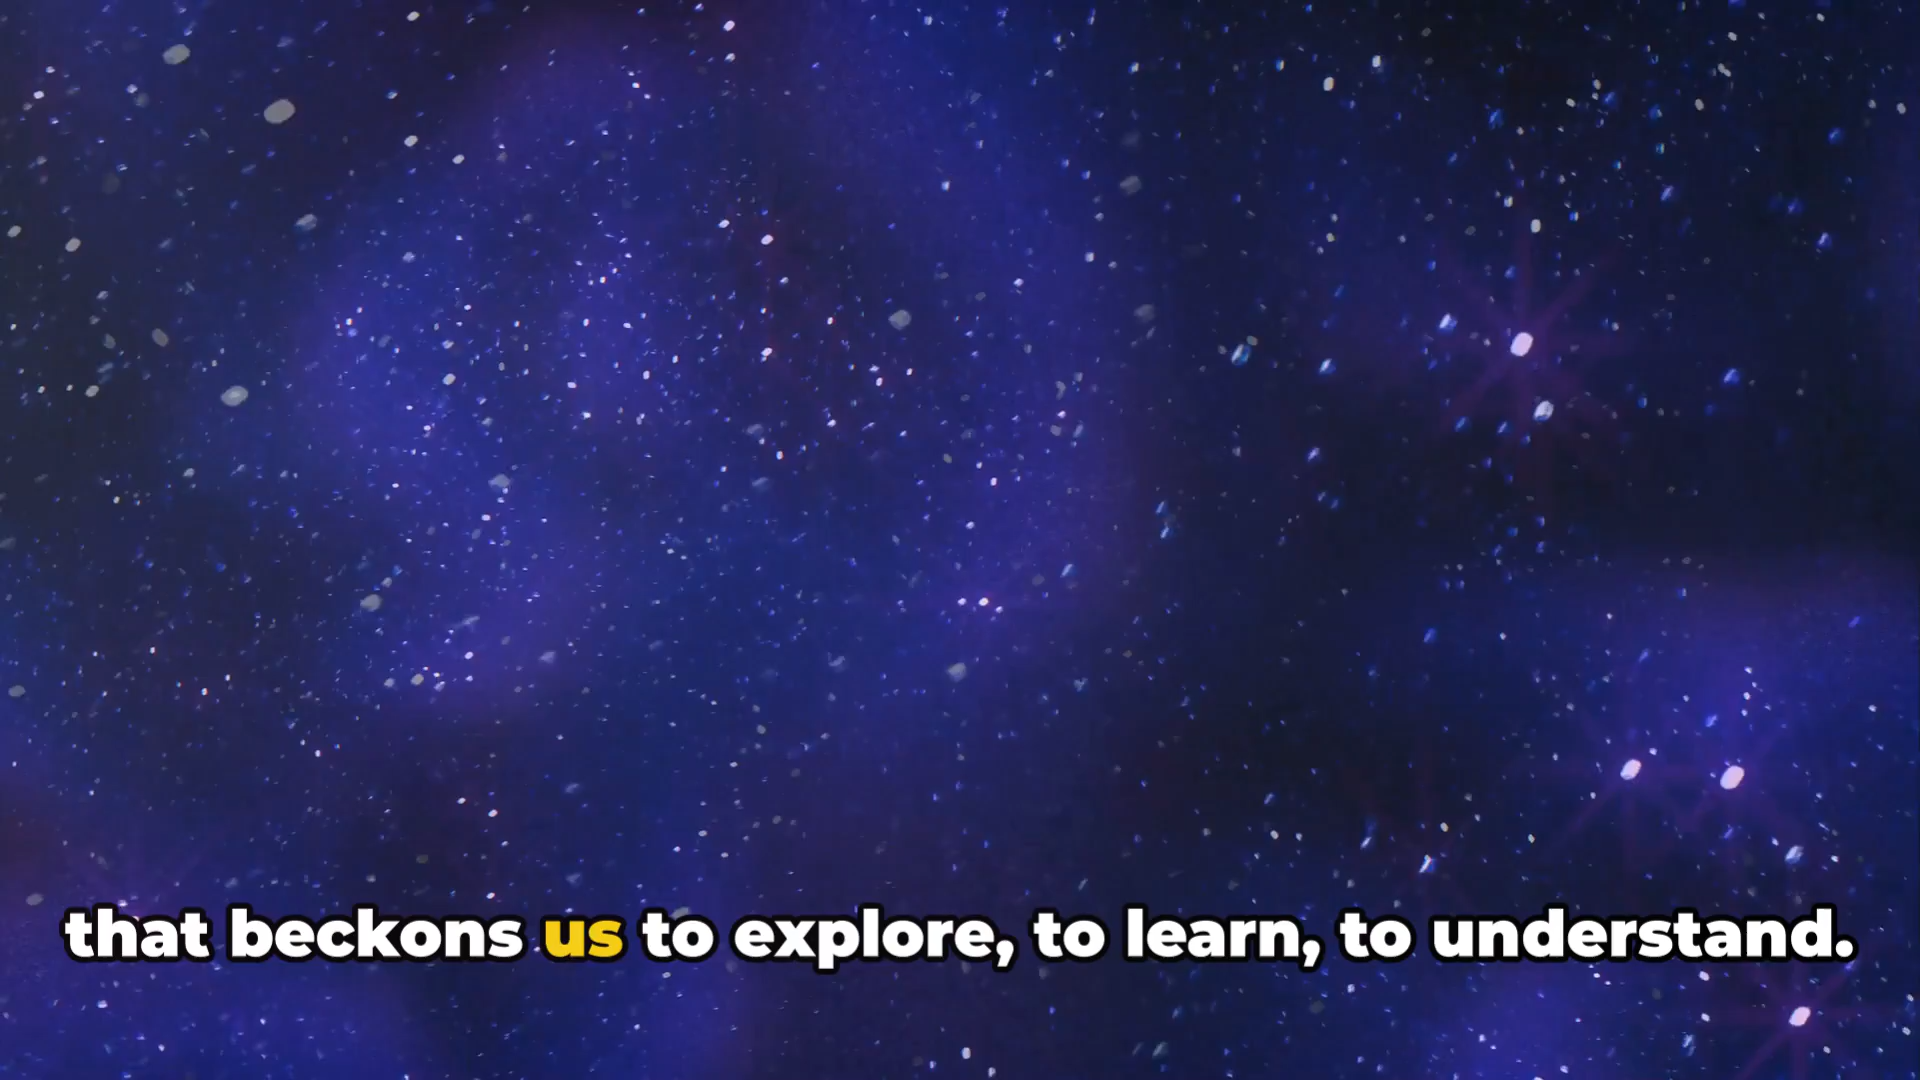 that beckons us to explore, to learn, to understand.